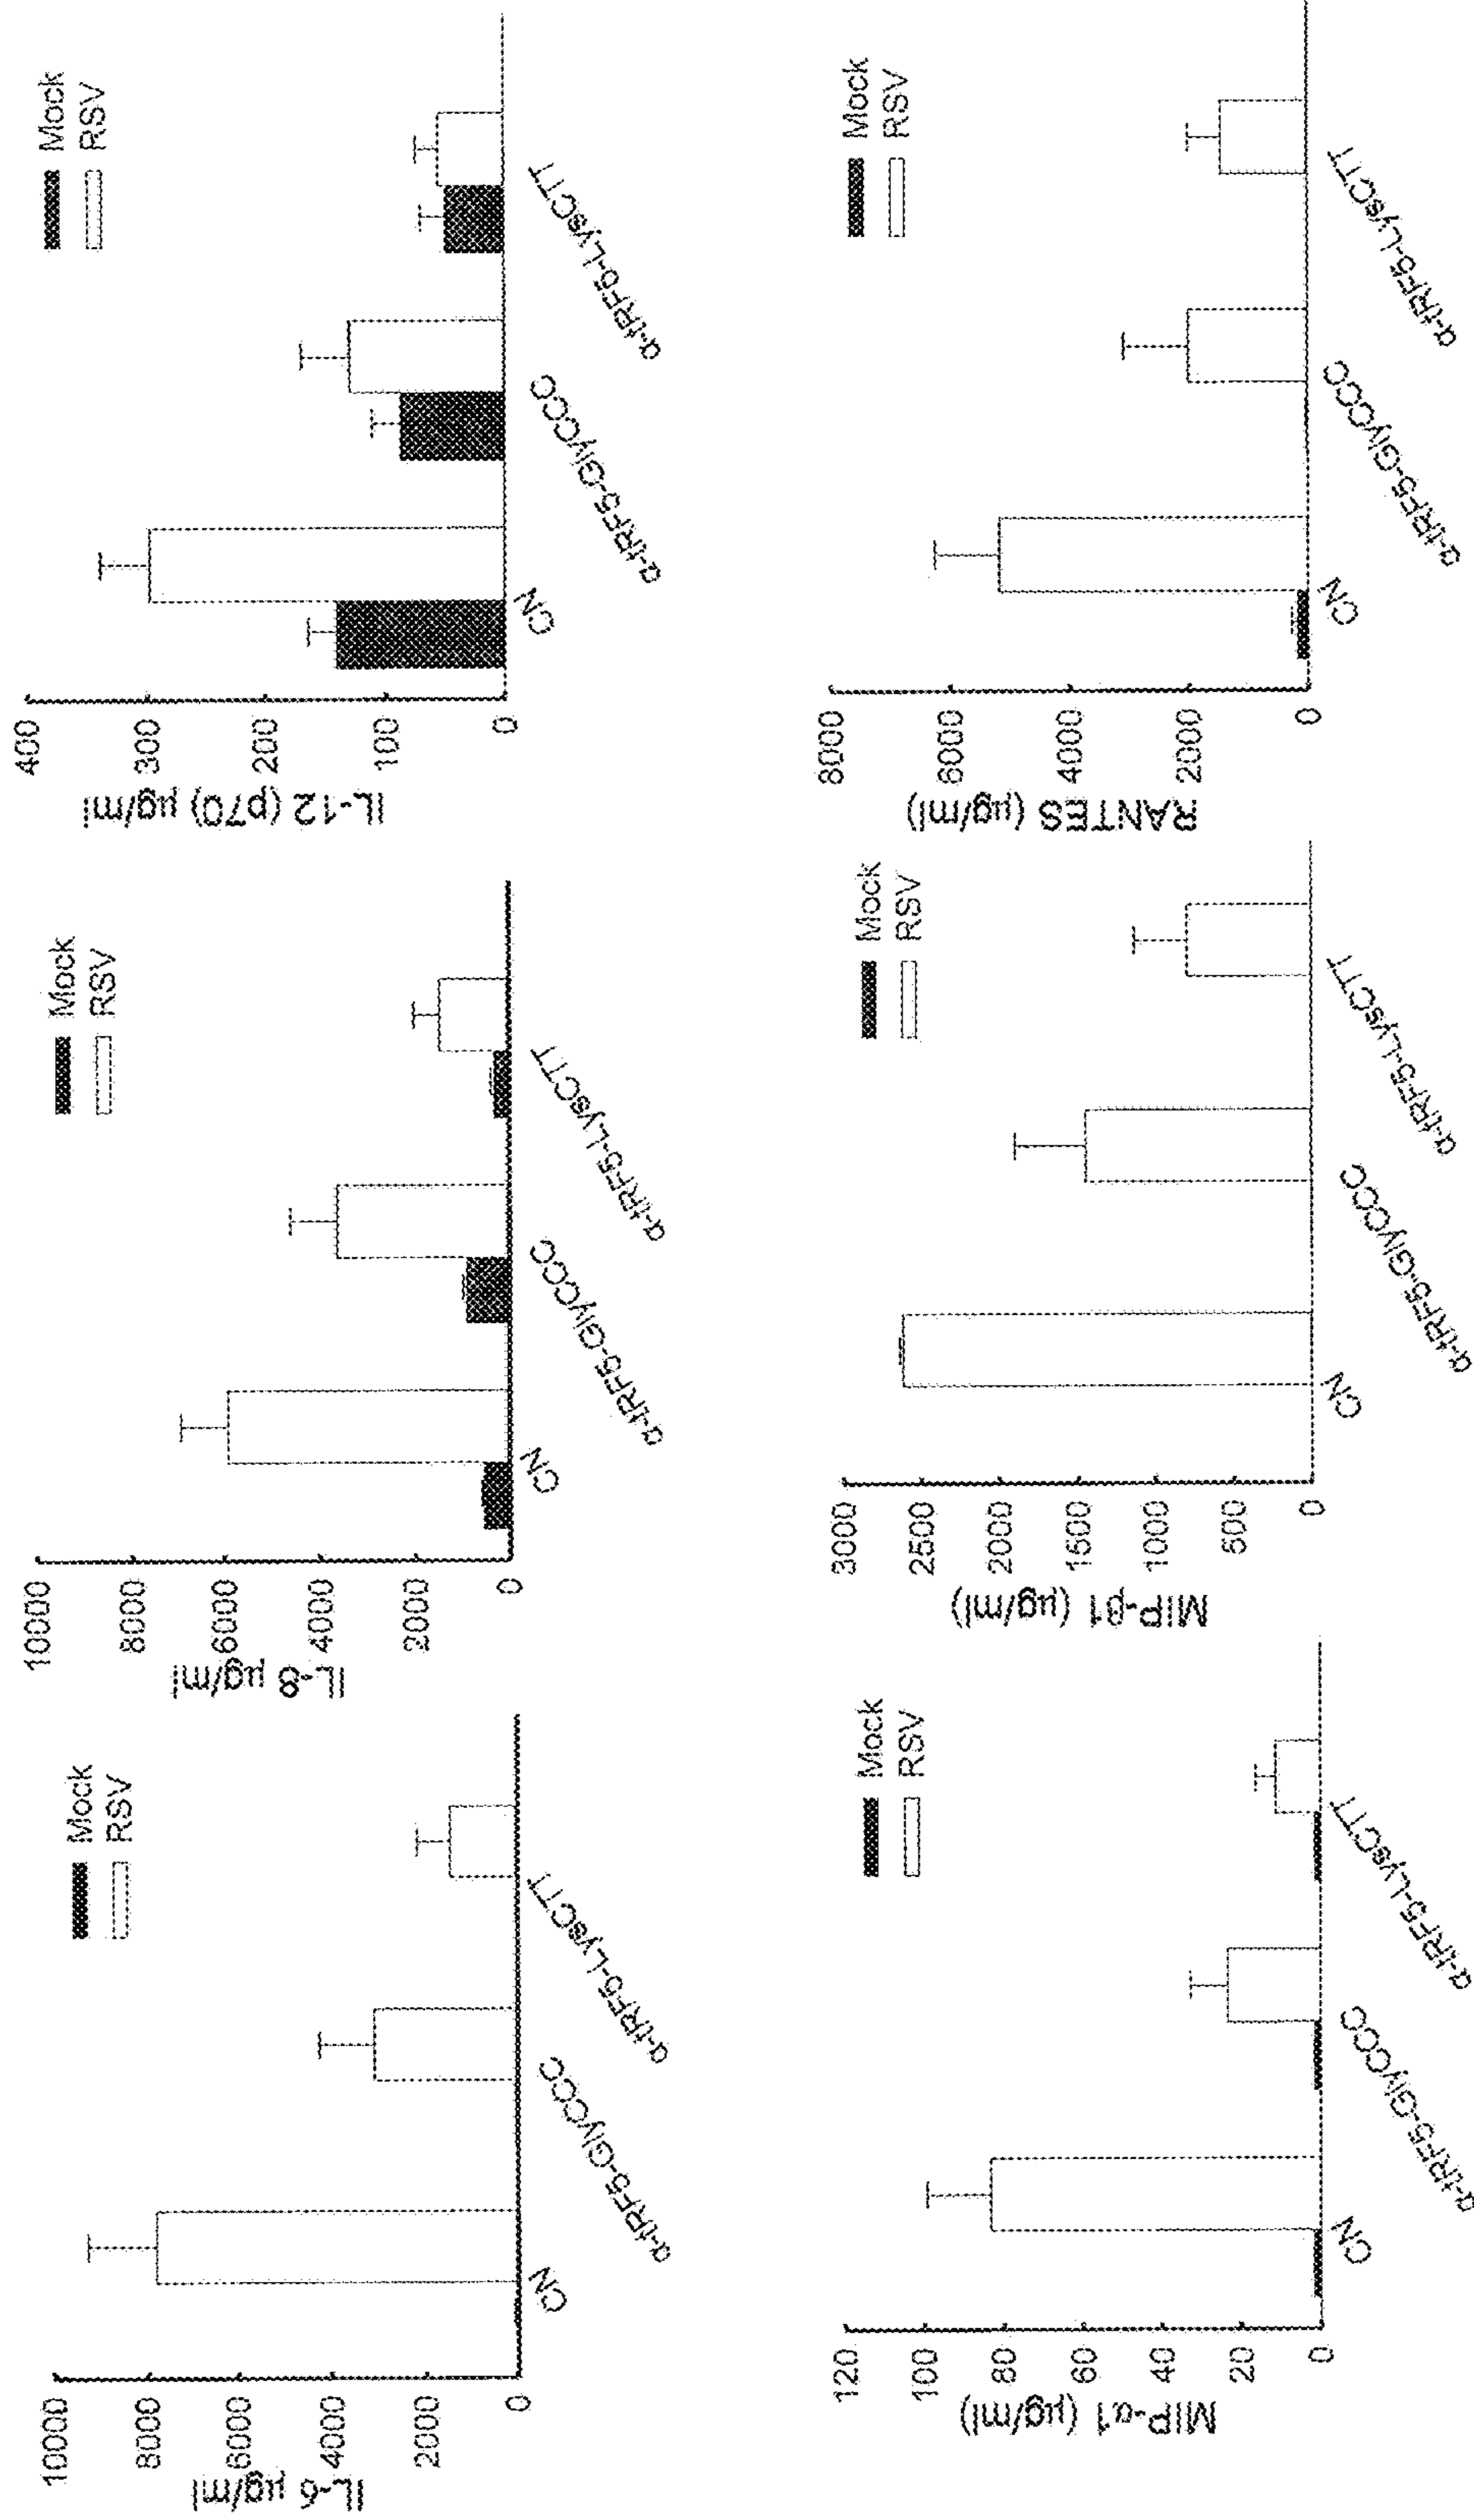 IL-6 µg/ml
10000
8000
6000
4000
2000
0
Mock
RSV
CN
α-tRF5-GlyCCC
α-tRF5-LysCTT
IL-8 µg/ml
10000
8000
6000
4000
2000
0
Mock
RSV
CN
α-tRF5-GlyCCC
α-tRF5-LysCTT
IL-12 (p70) µg/ml
400
300
200
100
0
Mock
RSV
CN
α-tRF5-GlyCCC
α-tRF5-LysCTT
MIP-α1 (µg/ml)
120
100
80
60
40
20
0
Mock
RSV
CN
α-tRF5-GlyCCC
α-tRF5-LysCTT
MIP-β1 (µg/ml)
3000
2500
2000
1500
1000
500
0
Mock
RSV
CN
α-tRF5-GlyCCC
α-tRF5-LysCTT
RANTES (µg/ml)
8000
6000
4000
2000
0
Mock
RSV
CN
α-tRF5-GlyCCC
α-tRF5-LysCTT